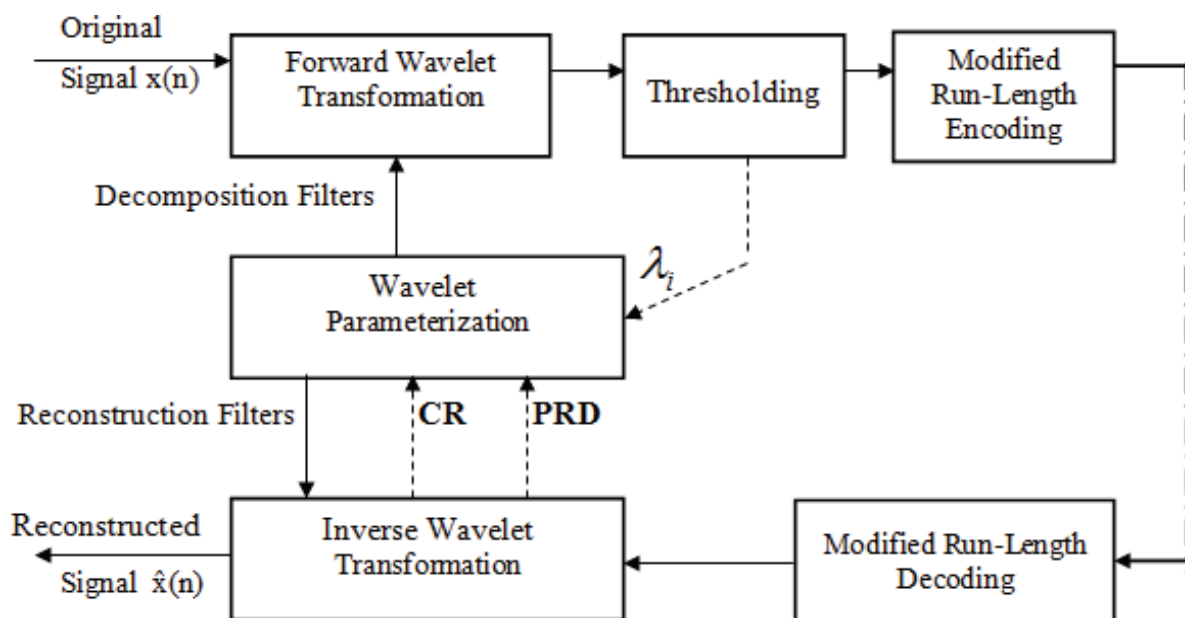 Original
Signal x(n)
Forward Wavelet
Transformation
Thresholding
Modified
Run-Length
Encoding
Decomposition Filters
λi
Wavelet
Parameterization
Reconstruction Filters
CR
PRD
Reconstructed
Signal x̂(n)
Inverse Wavelet
Transformation
Modified Run-Length
Decoding